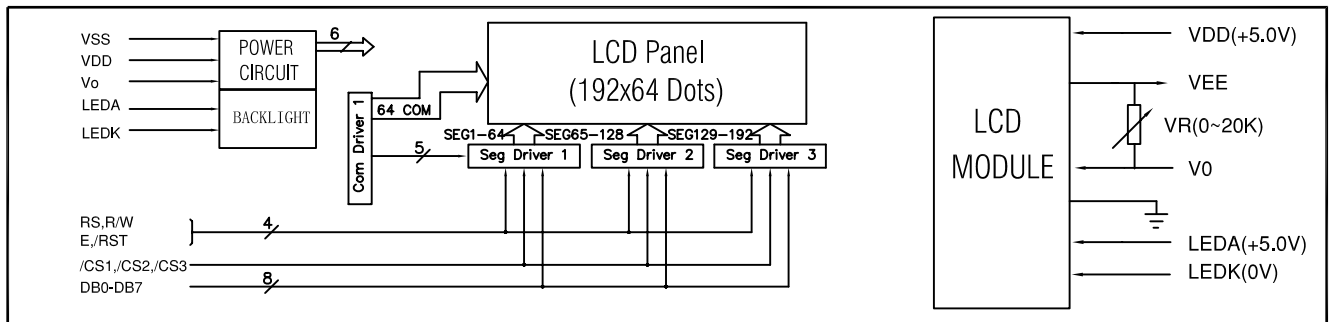 VSS
VDD
Vo
LEDA
LEDK
POWER
CIRCUIT
BACKLIGHT
6
LCD Panel
(192x64 Dots)
Com Driver 1
64 COM
SEG1-64
SEG65-128
SEG129-192
5
Seg Driver 1
Seg Driver 2
Seg Driver 3
RS,R/W
E,/RST
4
/CS1,/CS2,/CS3
DB0-DB7
8
LCD
MODULE
VDD(+5.0V)
VEE
VR(0~20K)
V0
LEDA(+5.0V)
LEDK(0V)